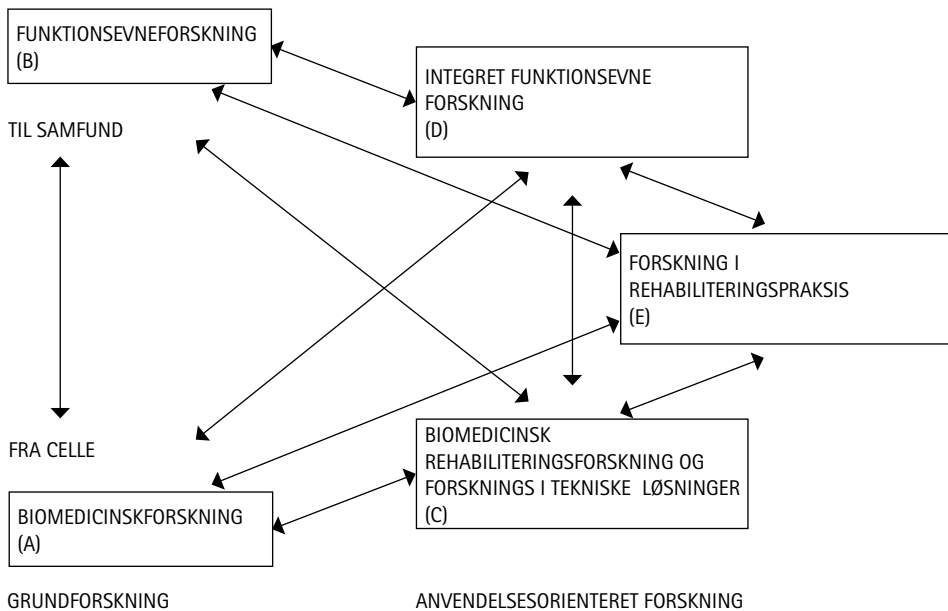 FUNKTIONSEVNEFORSKNING
(B)
INTEGRET FUNKTIONSEVNE
FORSKNING
(D)
TIL SAMFUND
FORSKNING I
REHABILITERINGSPRAKSIS
(E)
FRA CELLE
BIOMEDICINSK
REHABILITERINGSFORSKNING OG
FORSKNINGS I TEKNISKE LØSNINGER
(C)
BIOMEDICINSKFORSKNING
(A)
GRUNDFORSKNING
ANVENDELSESORIENTERET FORSKNING